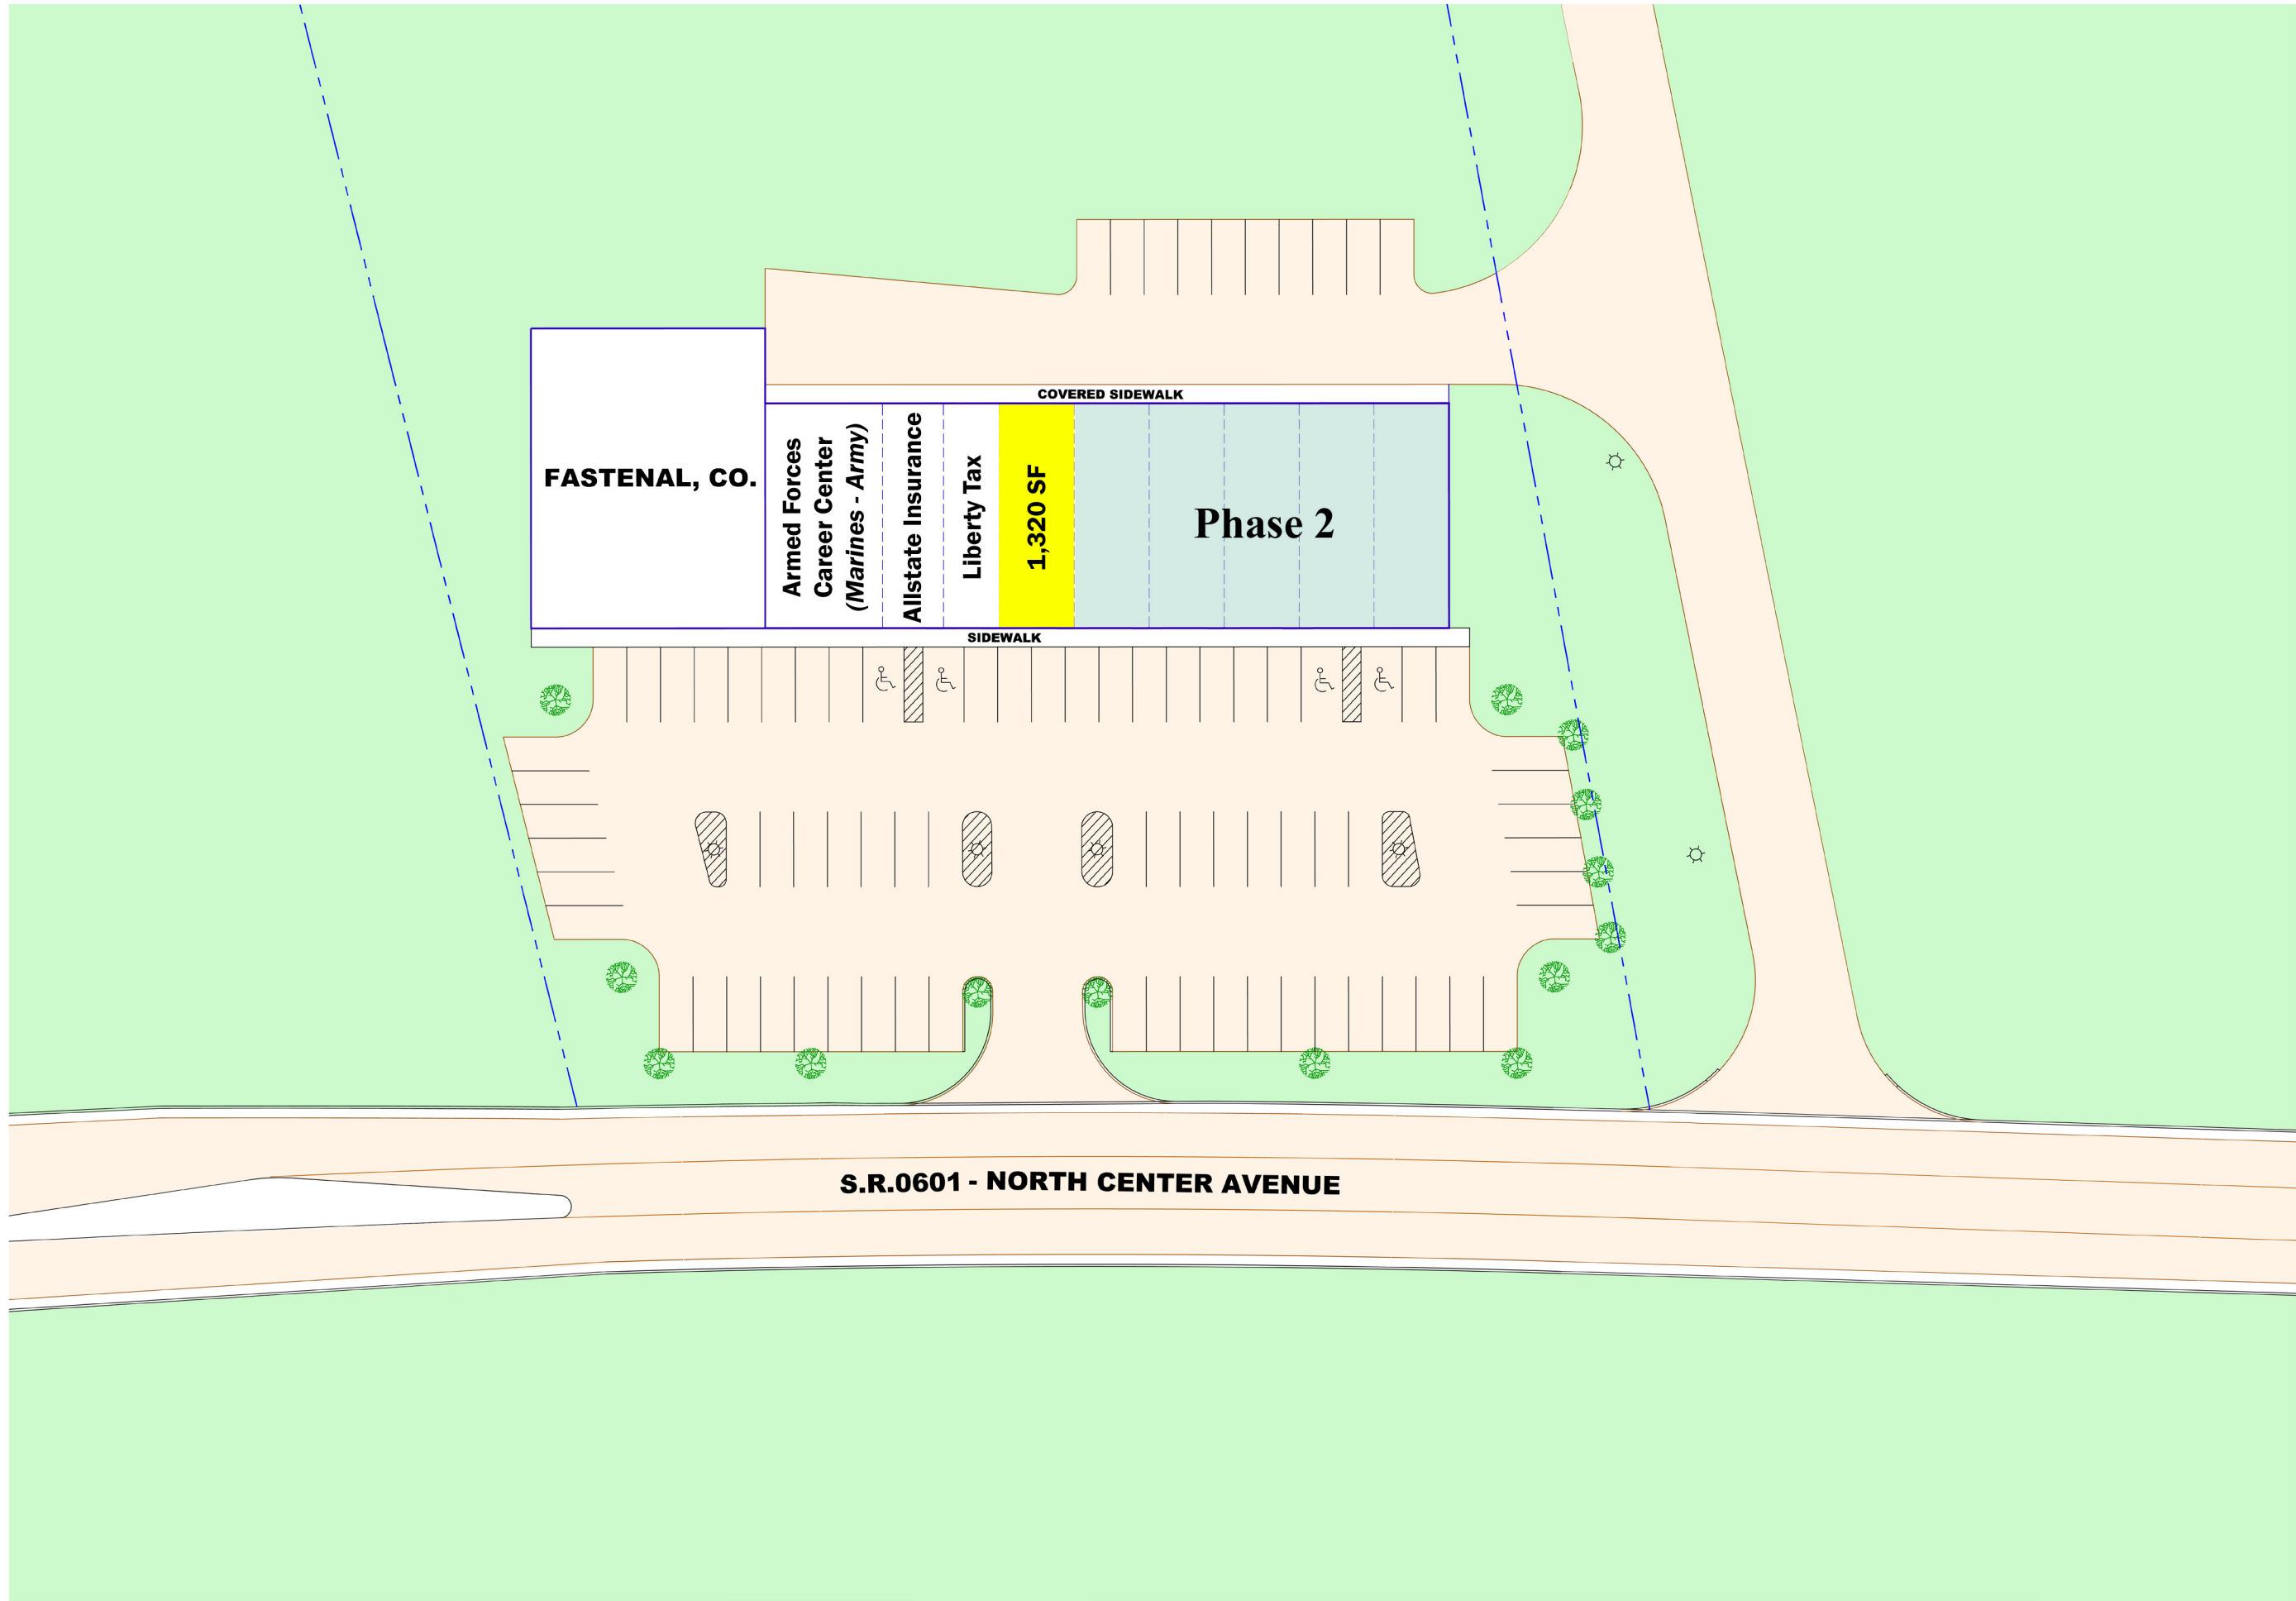 COVERED SIDEWALK
FASTENAL, CO.
Armed Forces
Career Center
(Marines - Army)
Allstate Insurance
Liberty Tax
1,320 SF
Phase 2
SIDEWALK
S.R.0601 - NORTH CENTER AVENUE